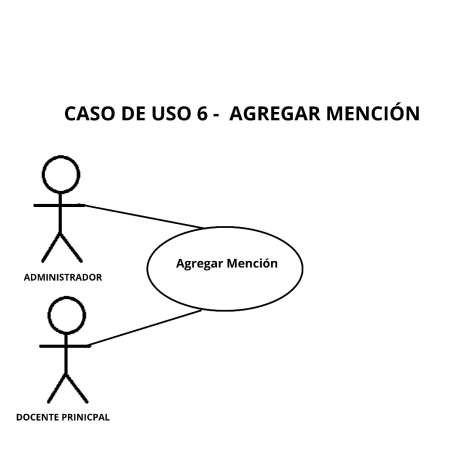 CASO DE USO 6 - AGREGAR MENCIÓN
Agregar Mención
ADMINISTRADOR
DOCENTE PRINICPAL